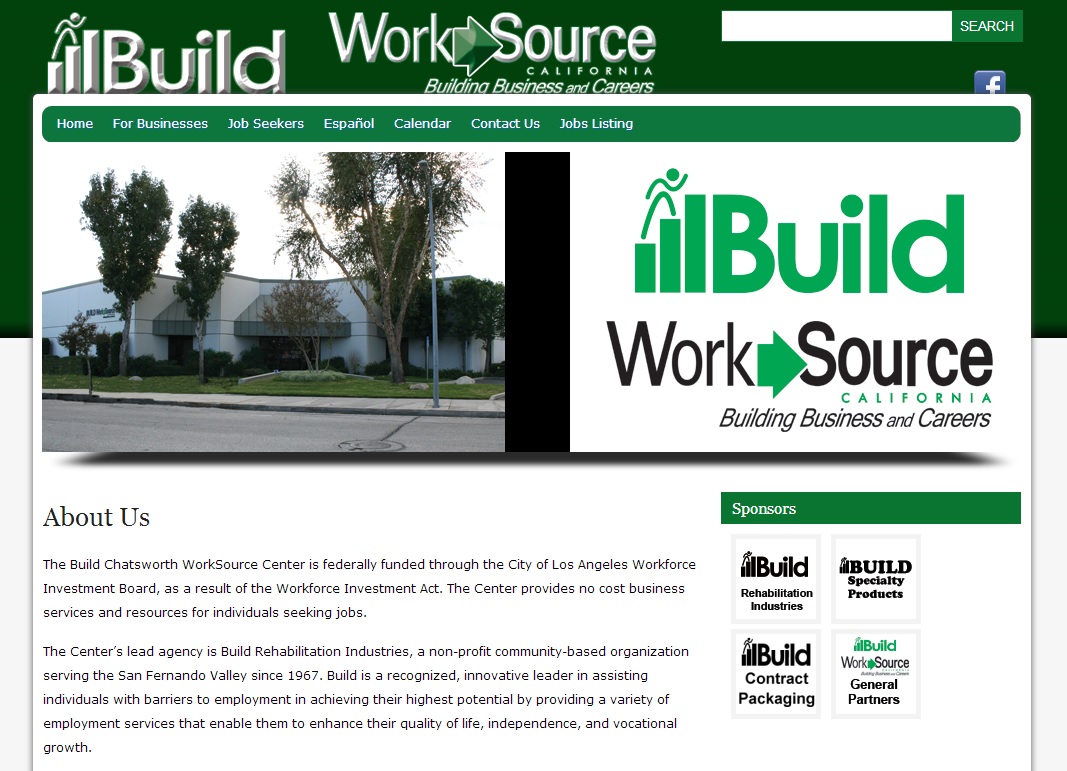 Build
WorkSource
CALIFORNIA
Building Business and Careers
SEARCH
f
Home For Businesses Job Seekers Español Calendar Contact Us Jobs Listing
BUILD WorkSource
Build
WorkSource
CALIFORNIA
Building Business and Careers
About Us
The Build Chatsworth WorkSource Center is federally funded through the City of Los Angeles Workforce
Investment Board, as a result of the Workforce Investment Act. The Center provides no cost business
services and resources for individuals seeking jobs.
The Center’s lead agency is Build Rehabilitation Industries, a non-profit community-based organization
serving the San Fernando Valley since 1967. Build is a recognized, innovative leader in assisting
individuals with barriers to employment in achieving their highest potential by providing a variety of
employment services that enable them to enhance their quality of life, independence, and vocational
growth.
Sponsors
Build
Rehabilitation
Industries
BUILD
Specialty
Products
Build
Contract
Packaging
Build
WorkSource
CALIFORNIA
Building Business and Careers
General
Partners